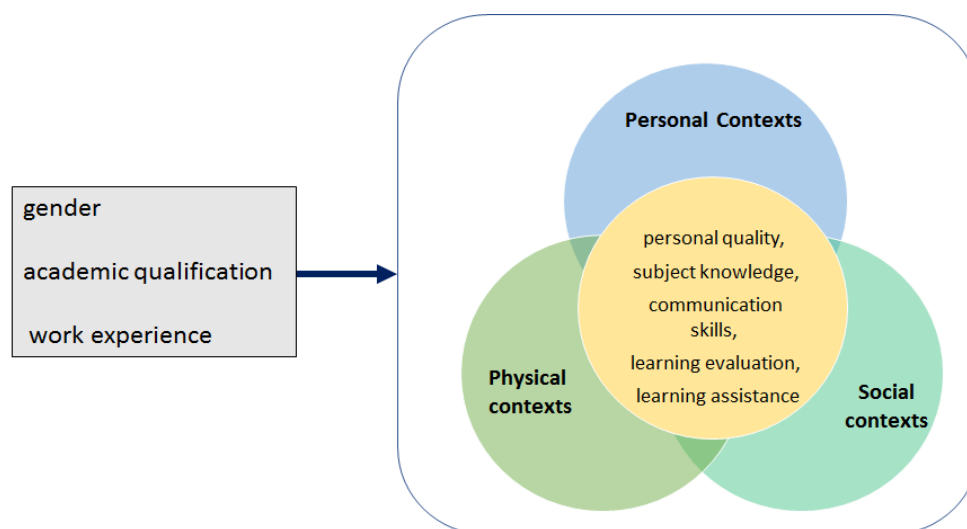 gender
academic qualification
work experience
Personal Contexts
personal quality,
subject knowledge,
communication
skills,
learning evaluation,
learning assistance
Physical
contexts
Social
contexts